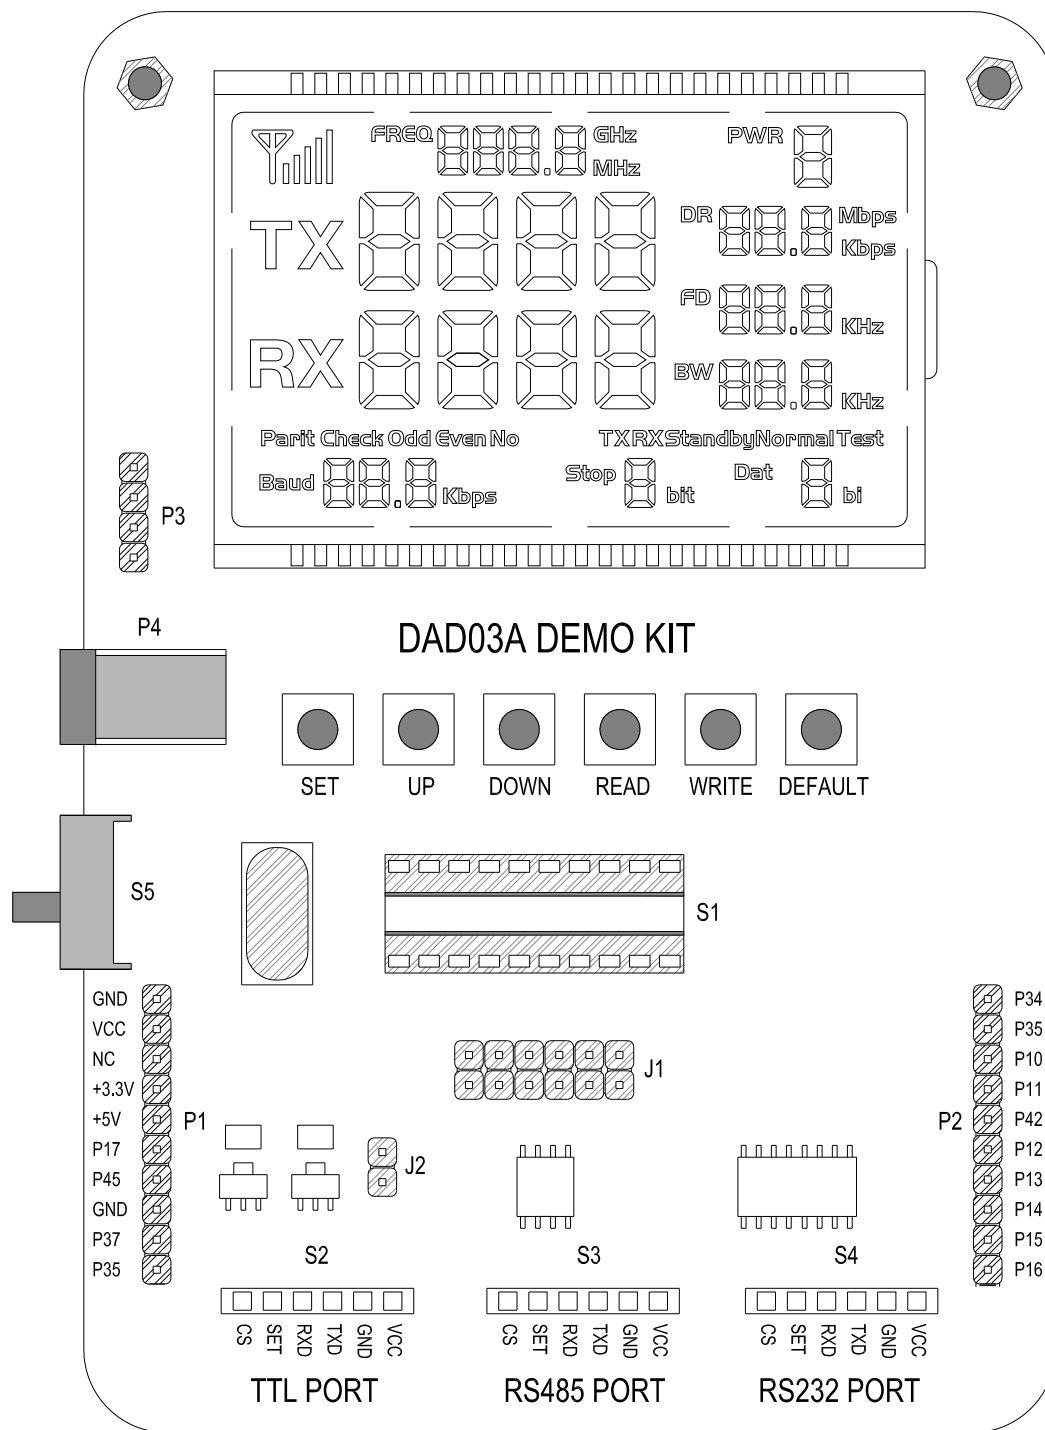 FREQ GHz MHz PWR
TX DR Mbps Kbps
FD KHz
RX BW KHz
Parit Check Odd Even No TX RX Standby Normal Test
Baud Kbps Stop bit Dat bi
P3
P4
DAD03A DEMO KIT
SET UP DOWN READ WRITE DEFAULT
S5
S1
GND
VCC
NC
+3.3V
+5V
P17
P45
GND
P37
P35
P1
J1
J2
P2
P34
P35
P10
P11
P42
P12
P13
P14
P15
P16
S2 S3 S4
CS SET RXD TXD GND VCC
CS SET RXD TXD GND VCC
CS SET RXD TXD GND VCC
TTL PORT RS485 PORT RS232 PORT